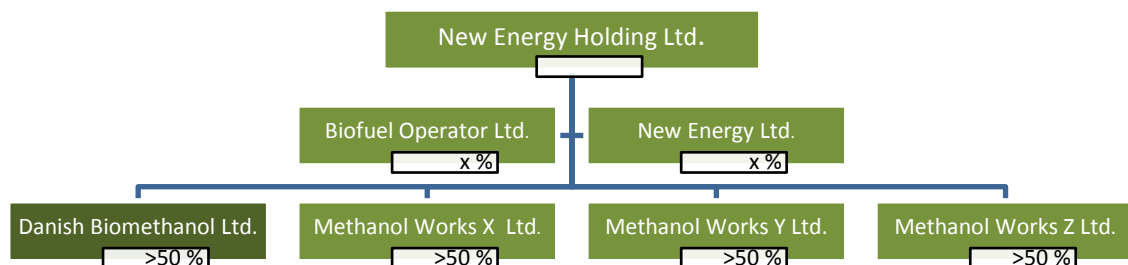 New Energy Holding Ltd.
Biofuel Operator Ltd.
x %
New Energy Ltd.
x %
Danish Biomethanol Ltd.
>50 %
Methanol Works X Ltd.
>50 %
Methanol Works Y Ltd.
>50 %
Methanol Works Z Ltd.
>50 %